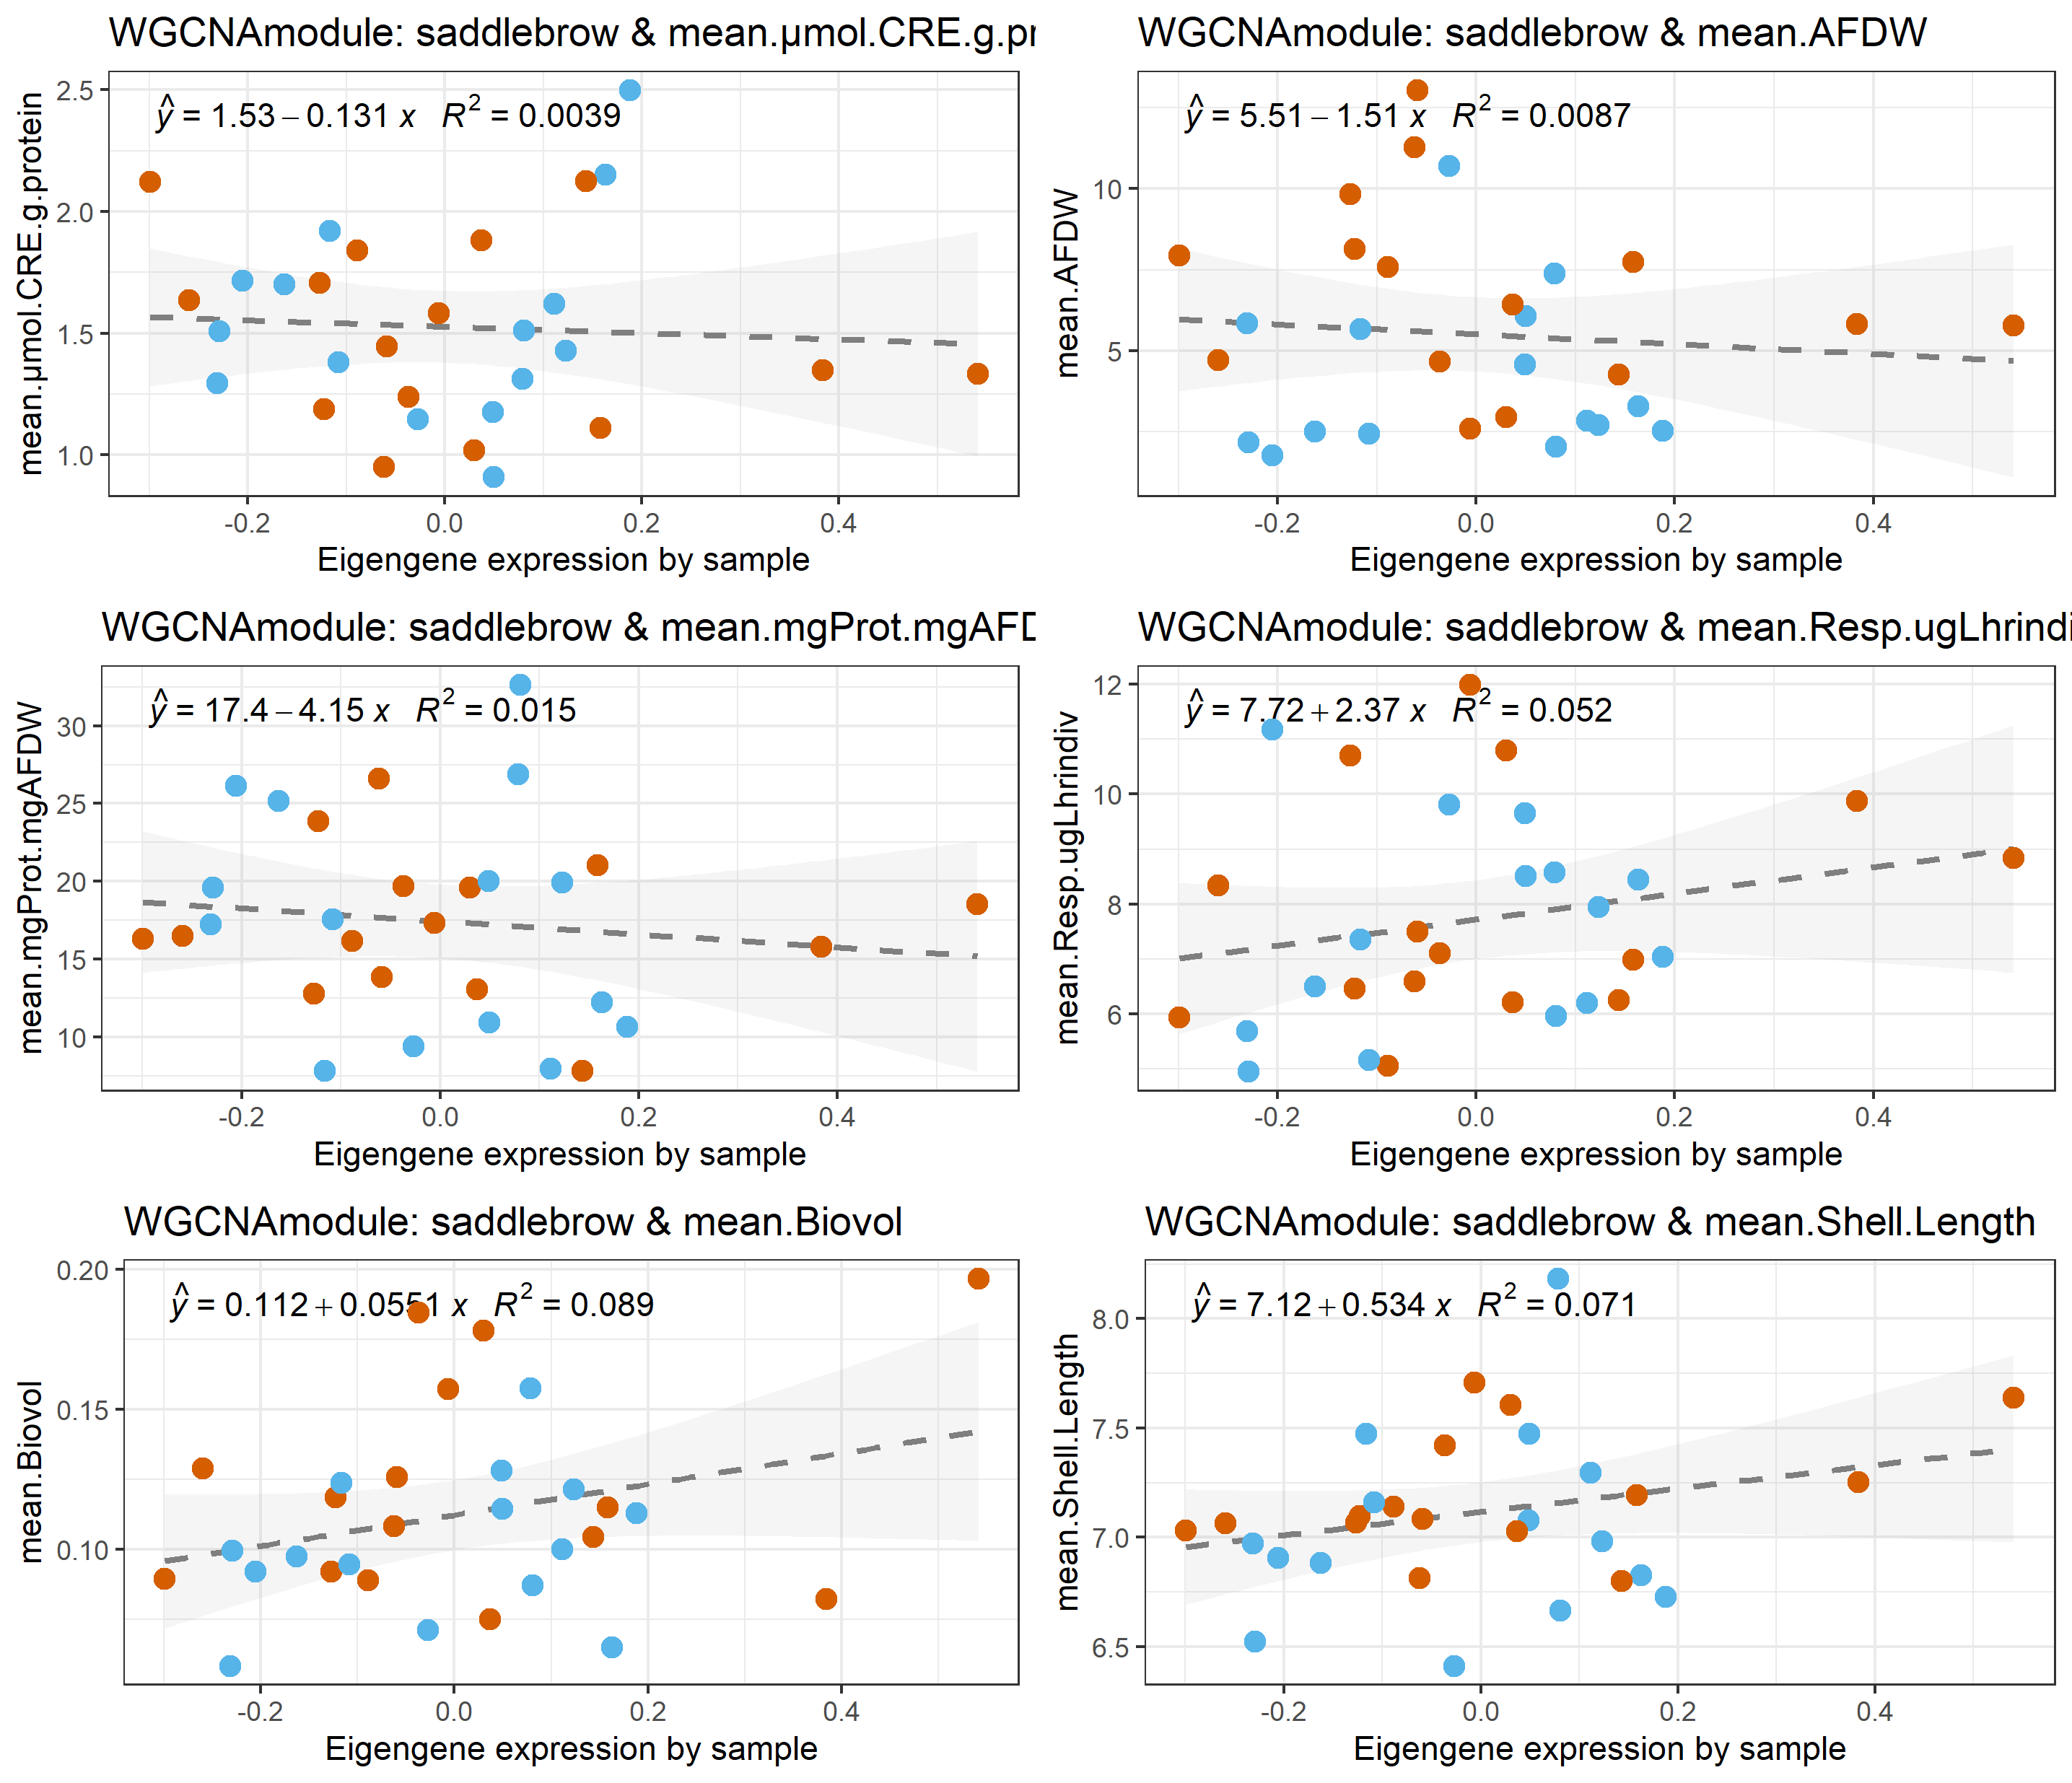 WGCNAmodule: saddlebrow & mean.µmol.CRE.g.pr
ŷ = 1.53 − 0.131 x   R² = 0.0039
mean.µmol.CRE.g.protein
2.5
2.0
1.5
1.0
-0.2 0.0 0.2 0.4
Eigengene expression by sample
WGCNAmodule: saddlebrow & mean.AFDW
ŷ = 5.51 − 1.51 x   R² = 0.0087
mean.AFDW
10
5
-0.2 0.0 0.2 0.4
Eigengene expression by sample
WGCNAmodule: saddlebrow & mean.mgProt.mgAFD
ŷ = 17.4 − 4.15 x   R² = 0.015
mean.mgProt.mgAFDW
30
25
20
15
10
-0.2 0.0 0.2 0.4
Eigengene expression by sample
WGCNAmodule: saddlebrow & mean.Resp.ugLhrindi
ŷ = 7.72 + 2.37 x   R² = 0.052
mean.Resp.ugLhrindiv
12
10
8
6
-0.2 0.0 0.2 0.4
Eigengene expression by sample
WGCNAmodule: saddlebrow & mean.Biovol
ŷ = 0.112 + 0.0551 x   R² = 0.089
mean.Biovol
0.20
0.15
0.10
-0.2 0.0 0.2 0.4
Eigengene expression by sample
WGCNAmodule: saddlebrow & mean.Shell.Length
ŷ = 7.12 + 0.534 x   R² = 0.071
mean.Shell.Length
8.0
7.5
7.0
6.5
-0.2 0.0 0.2 0.4
Eigengene expression by sample